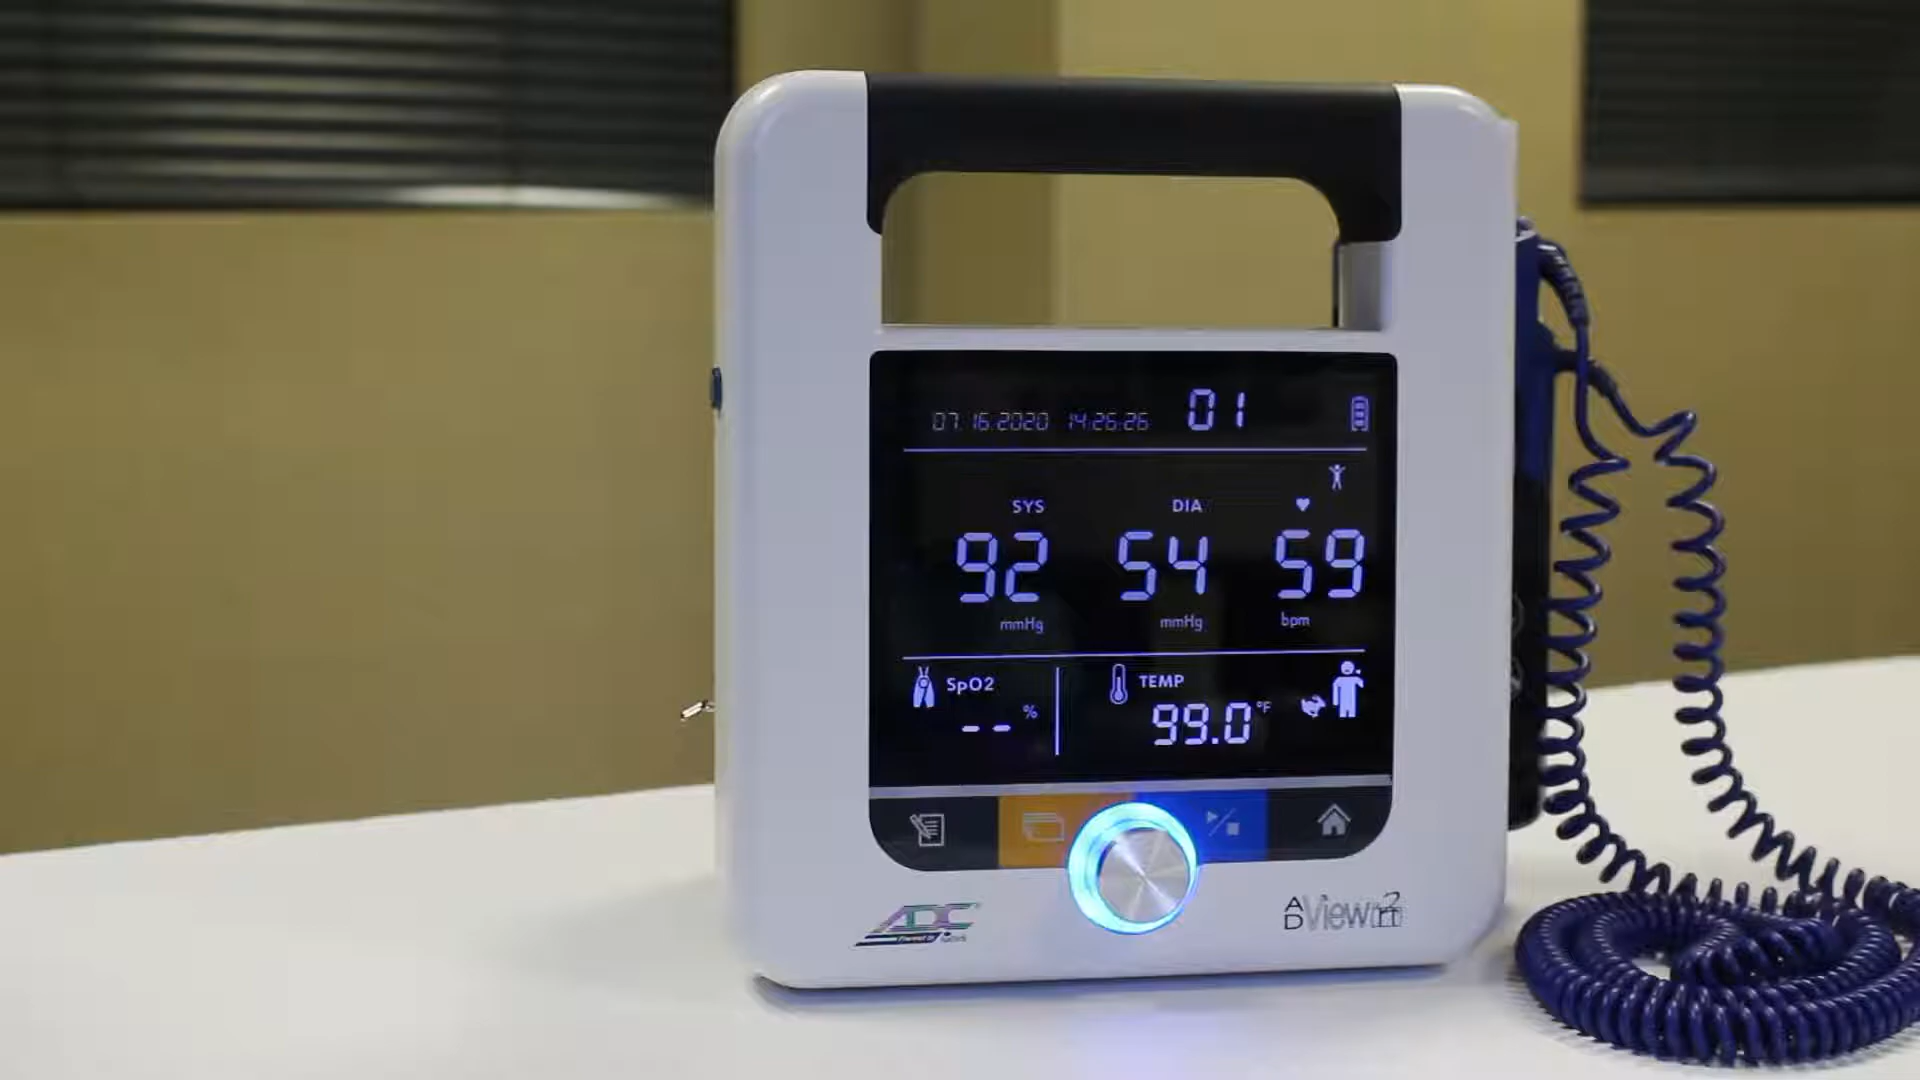 07.16.2020 14:26:26 01
SYS DIA
92 54 59
mmHg mmHg bpm
SpO2 TEMP
-- % 99.0 °F
ADC
ADView 2